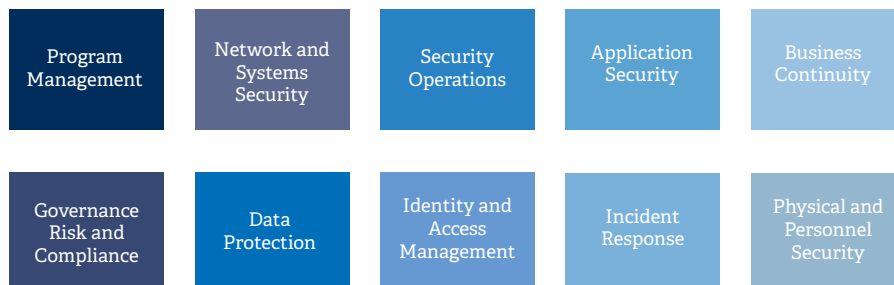 Program
Management
Network and
Systems
Security
Security
Operations
Application
Security
Business
Continuity
Governance
Risk and
Compliance
Data
Protection
Identity and
Access
Management
Incident
Response
Physical and
Personnel
Security